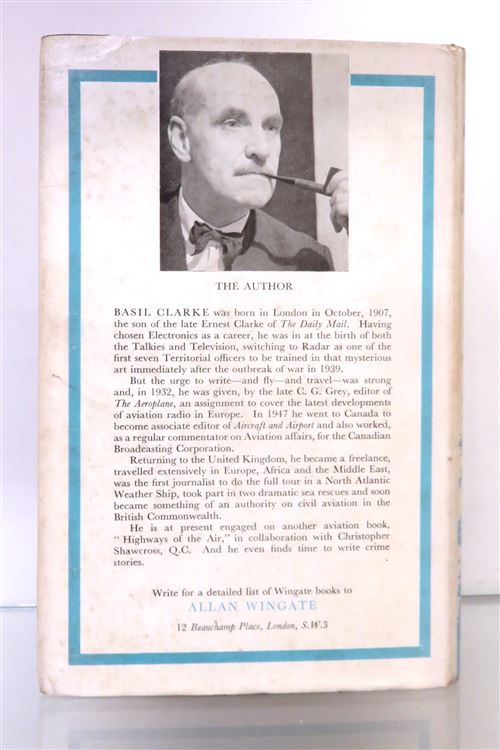 THE AUTHOR
BASIL CLARKE was born in London in October, 1907,
the son of the late Ernest Clarke of The Daily Mail. Having
chosen Electronics as a career, he was in at the birth of both
the Talkies and Television, switching to Radar as one of the
first seven Territorial officers to be trained in that mysterious
art immediately after the outbreak of war in 1939.
But the urge to write—and fly—and travel—was strong
and, in 1932, he was given, by the late C. G. Grey, editor of
The Aeroplane, an assignment to cover the latest developments
of aviation radio in Europe. In 1947 he went to Canada to
become associate editor of Aircraft and Airport and also worked,
as a regular commentator on Aviation affairs, for the Canadian
Broadcasting Corporation.
Returning to the United Kingdom, he became a freelance,
travelled extensively in Europe, Africa and the Middle East,
was the first journalist to do the full tour in a North Atlantic
Weather Ship, took part in two dramatic sea rescues and soon
became something of an authority on civil aviation in the
British Commonwealth.
He is at present engaged on another aviation book,
“ Highways of the Air,” in collaboration with Christopher
Shawcross, Q.C. And he even finds time to write crime
stories.
Write for a detailed list of Wingate books to
ALLAN WINGATE
12 Beauchamp Place, London, S.W.3